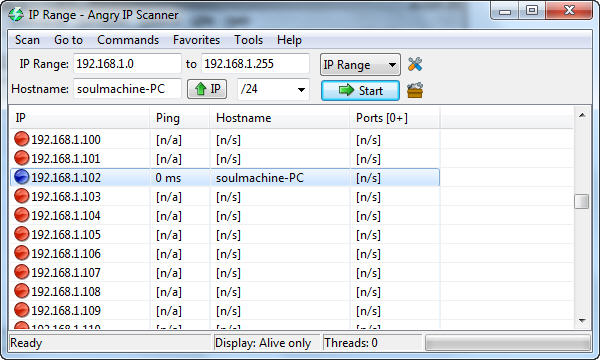 IP Range - Angry IP Scanner
Scan Go to Commands Favorites Tools Help
IP Range: 192.168.1.0 to 192.168.1.255 IP Range
Hostname: soulmachine-PC IP /24 Start
IP Ping Hostname Ports [0+]
192.168.1.100 [n/a] [n/s] [n/s]
192.168.1.101 [n/a] [n/s] [n/s]
192.168.1.102 0 ms soulmachine-PC [n/s]
192.168.1.103 [n/a] [n/s] [n/s]
192.168.1.104 [n/a] [n/s] [n/s]
192.168.1.105 [n/a] [n/s] [n/s]
192.168.1.106 [n/a] [n/s] [n/s]
192.168.1.107 [n/a] [n/s] [n/s]
192.168.1.108 [n/a] [n/s] [n/s]
192.168.1.109 [n/a] [n/s] [n/s]
192.168.1.110 [n/a] [n/s] [n/s]
Ready Display: Alive only Threads: 0